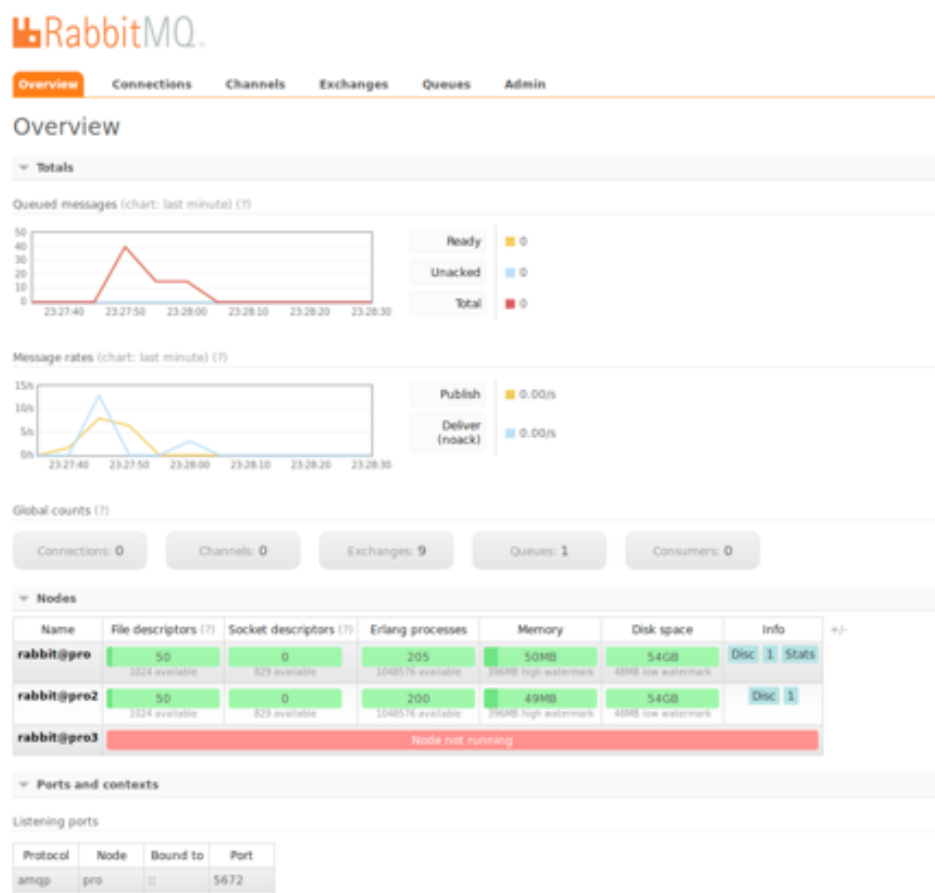 RabbitMQ
Overview Connections Channels Exchanges Queues Admin
Overview
Totals
Queued messages (chart: last minute) (?)
50
40
30
20
10
0
23:27:40 23:27:50 23:28:00 23:28:10 23:28:20 23:28:30
Ready 0
Unacked 0
Total 0
Message rates (chart: last minute) (?)
15/s
10/s
5/s
0/s
23:27:40 23:27:50 23:28:00 23:28:10 23:28:20 23:28:30
Publish 0.00/s
Deliver (noack) 0.00/s
Global counts (?)
Connections: 0 Channels: 0 Exchanges: 9 Queues: 1 Consumers: 0
Nodes
Name File descriptors (?) Socket descriptors (?) Erlang processes Memory Disk space Info +/-
rabbit@pro 50 0 205 50MB 54GB Disc 1 Stats
1024 available 829 available 1048576 available 396MB high watermark 48MB low watermark
rabbit@pro2 50 0 200 49MB 54GB Disc 1
1024 available 829 available 1048576 available 396MB high watermark 48MB low watermark
rabbit@pro3 Node not running
Ports and contexts
Listening ports
Protocol Node Bound to Port
amqp pro :: 5672